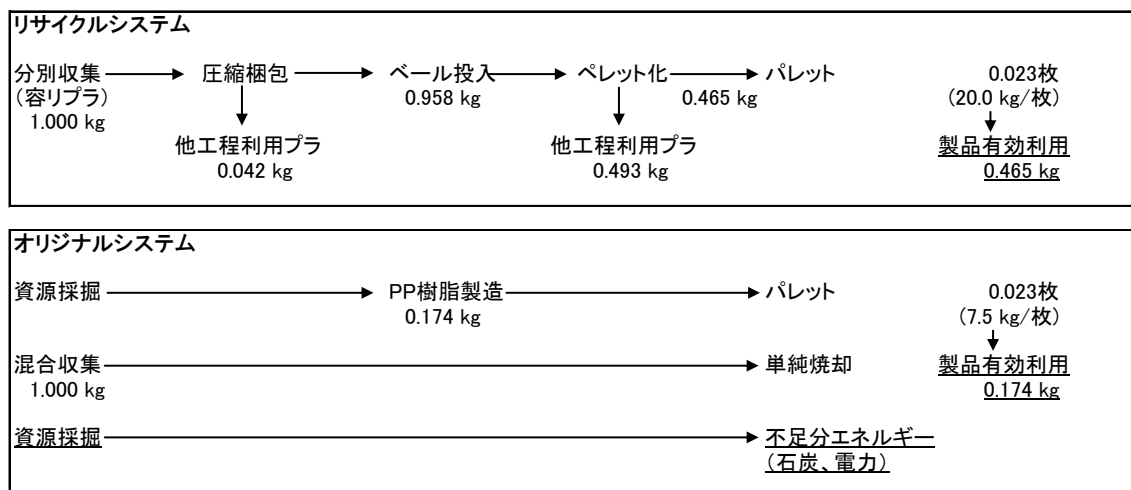 リサイクルシステム
分別収集 圧縮梱包 ベール投入 ペレット化 パレット 0.023枚
(容リプラ) 0.958 kg 0.465 kg (20.0 kg/枚)
1.000 kg
他工程利用プラ 他工程利用プラ 製品有効利用
0.042 kg 0.493 kg 0.465 kg
オリジナルシステム
資源採掘 PP樹脂製造 パレット 0.023枚
0.174 kg (7.5 kg/枚)
混合収集 単純焼却 製品有効利用
1.000 kg 0.174 kg
資源採掘 不足分エネルギー
(石炭、電力)